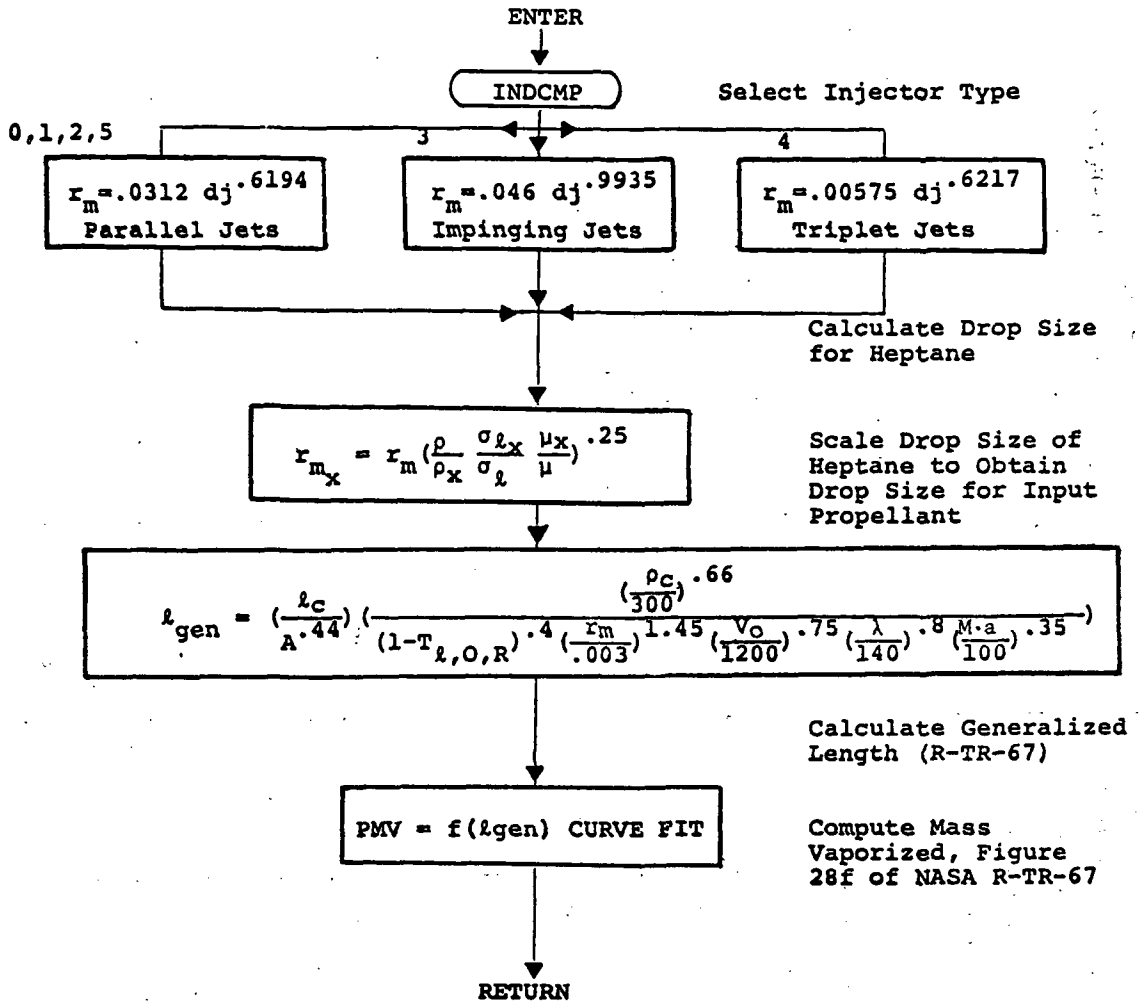 ENTER
INDCMP
Select Injector Type
0,1,2,5
3
4
r_m=.0312 dj^.6194
Parallel Jets
r_m=.046 dj^.9935
Impinging Jets
r_m=.00575 dj^.6217
Triplet Jets
Calculate Drop Size
for Heptane
r_m_x = r_m(ρ/ρ_x σ_ℓx/σ_ℓ μ_x/μ)^.25
Scale Drop Size of
Heptane to Obtain
Drop Size for Input
Propellant
ℓ_gen = (ℓ_c/A^.44) ((ρ_c/300)^.66 / (1-T_ℓ,O,R)^.4 (r_m/.003)^1.45 (V_o/1200)^.75 (λ/140)^.8 (M·a/100)^.35)
Calculate Generalized
Length (R-TR-67)
PMV = f(ℓgen) CURVE FIT
Compute Mass
Vaporized, Figure
28f of NASA R-TR-67
RETURN